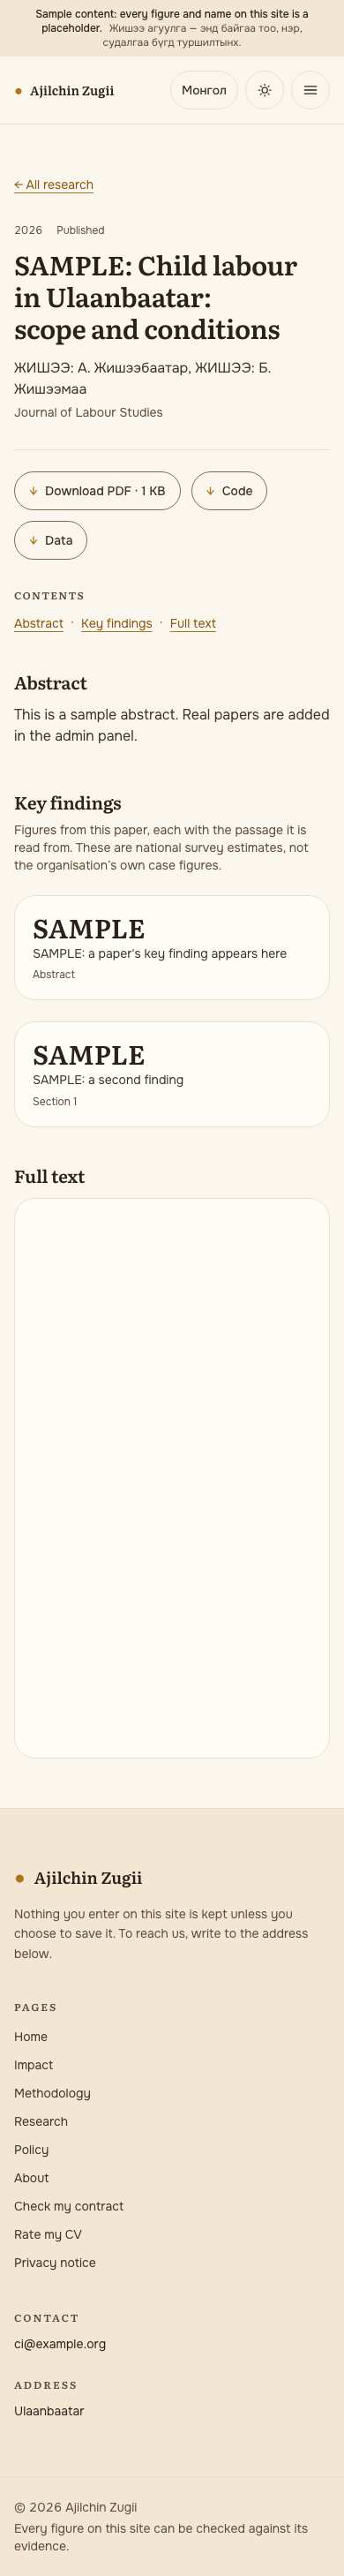 Sample content: every figure and name on this site is a
placeholder. Жишээ агуулга — энд байгаа тоо, нэр,
судалгаа бүгд туршилтынх.
Ajilchin Zugii
Монгол
← All research
2026 Published
SAMPLE: Child labour
in Ulaanbaatar:
scope and conditions
ЖИШЭЭ: А. Жишээбаатар, ЖИШЭЭ: Б.
Жишээмаа
Journal of Labour Studies
↓ Download PDF · 1 KB
↓ Code
↓ Data
CONTENTS
Abstract · Key findings · Full text
Abstract
This is a sample abstract. Real papers are added
in the admin panel.
Key findings
Figures from this paper, each with the passage it is
read from. These are national survey estimates, not
the organisation’s own case figures.
SAMPLE
SAMPLE: a paper's key finding appears here
Abstract
SAMPLE
SAMPLE: a second finding
Section 1
Full text
Ajilchin Zugii
Nothing you enter on this site is kept unless you
choose to save it. To reach us, write to the address
below.
PAGES
Home
Impact
Methodology
Research
Policy
About
Check my contract
Rate my CV
Privacy notice
CONTACT
ci@example.org
ADDRESS
Ulaanbaatar
© 2026 Ajilchin Zugii
Every figure on this site can be checked against its
evidence.